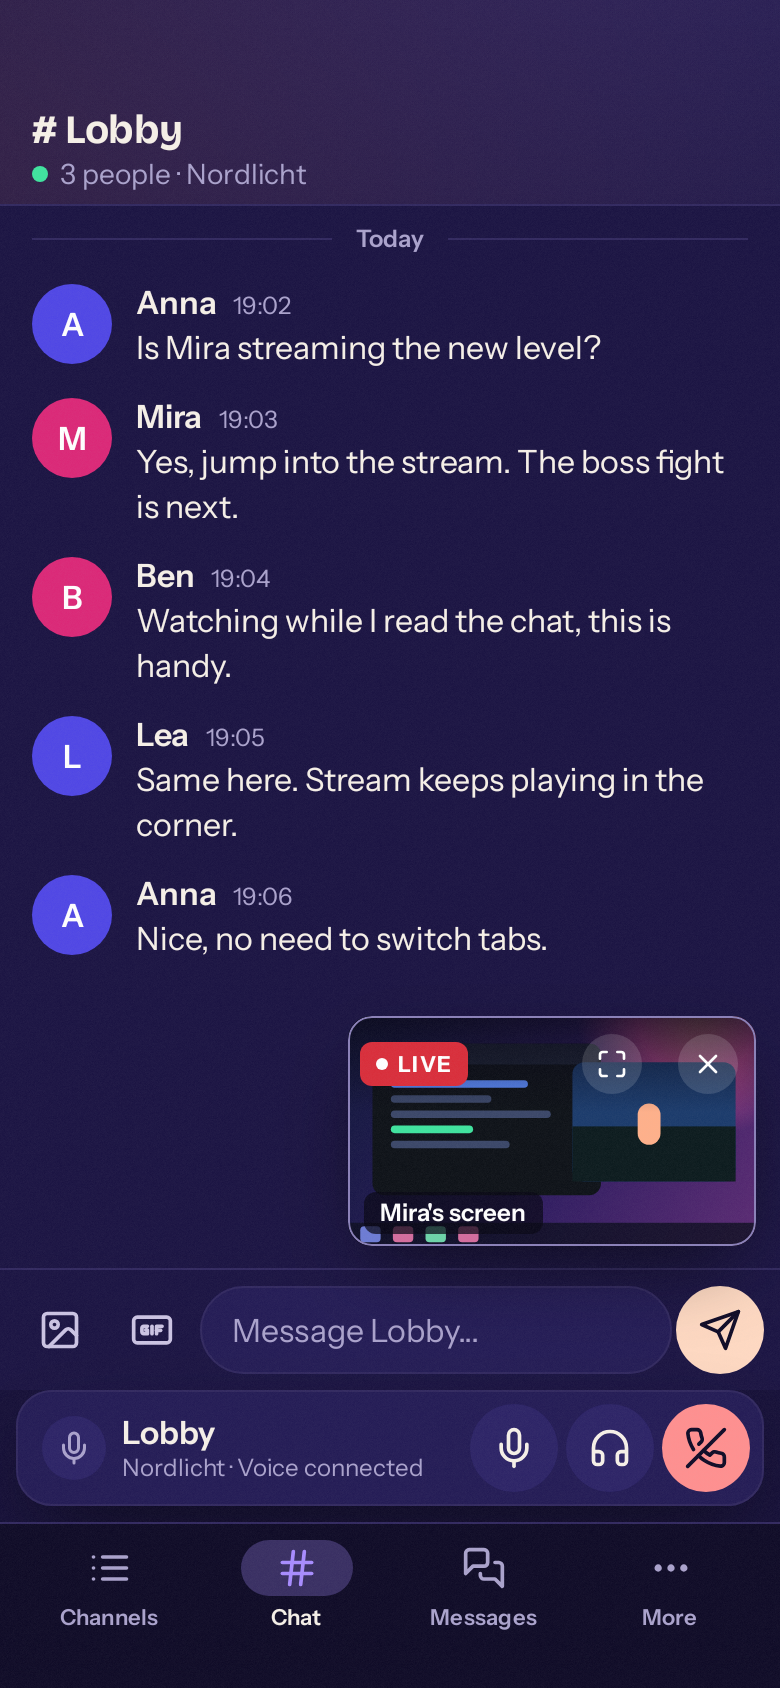 # Lobby
3 people · Nordlicht
Today
A
Anna 19:02
Is Mira streaming the new level?
M
Mira 19:03
Yes, jump into the stream. The boss fight
is next.
B
Ben 19:04
Watching while I read the chat, this is
handy.
L
Lea 19:05
Same here. Stream keeps playing in the
corner.
A
Anna 19:06
Nice, no need to switch tabs.
LIVE
Mira's screen
GIF
Message Lobby...
Lobby
Nordlicht · Voice connected
Channels
Chat
Messages
More